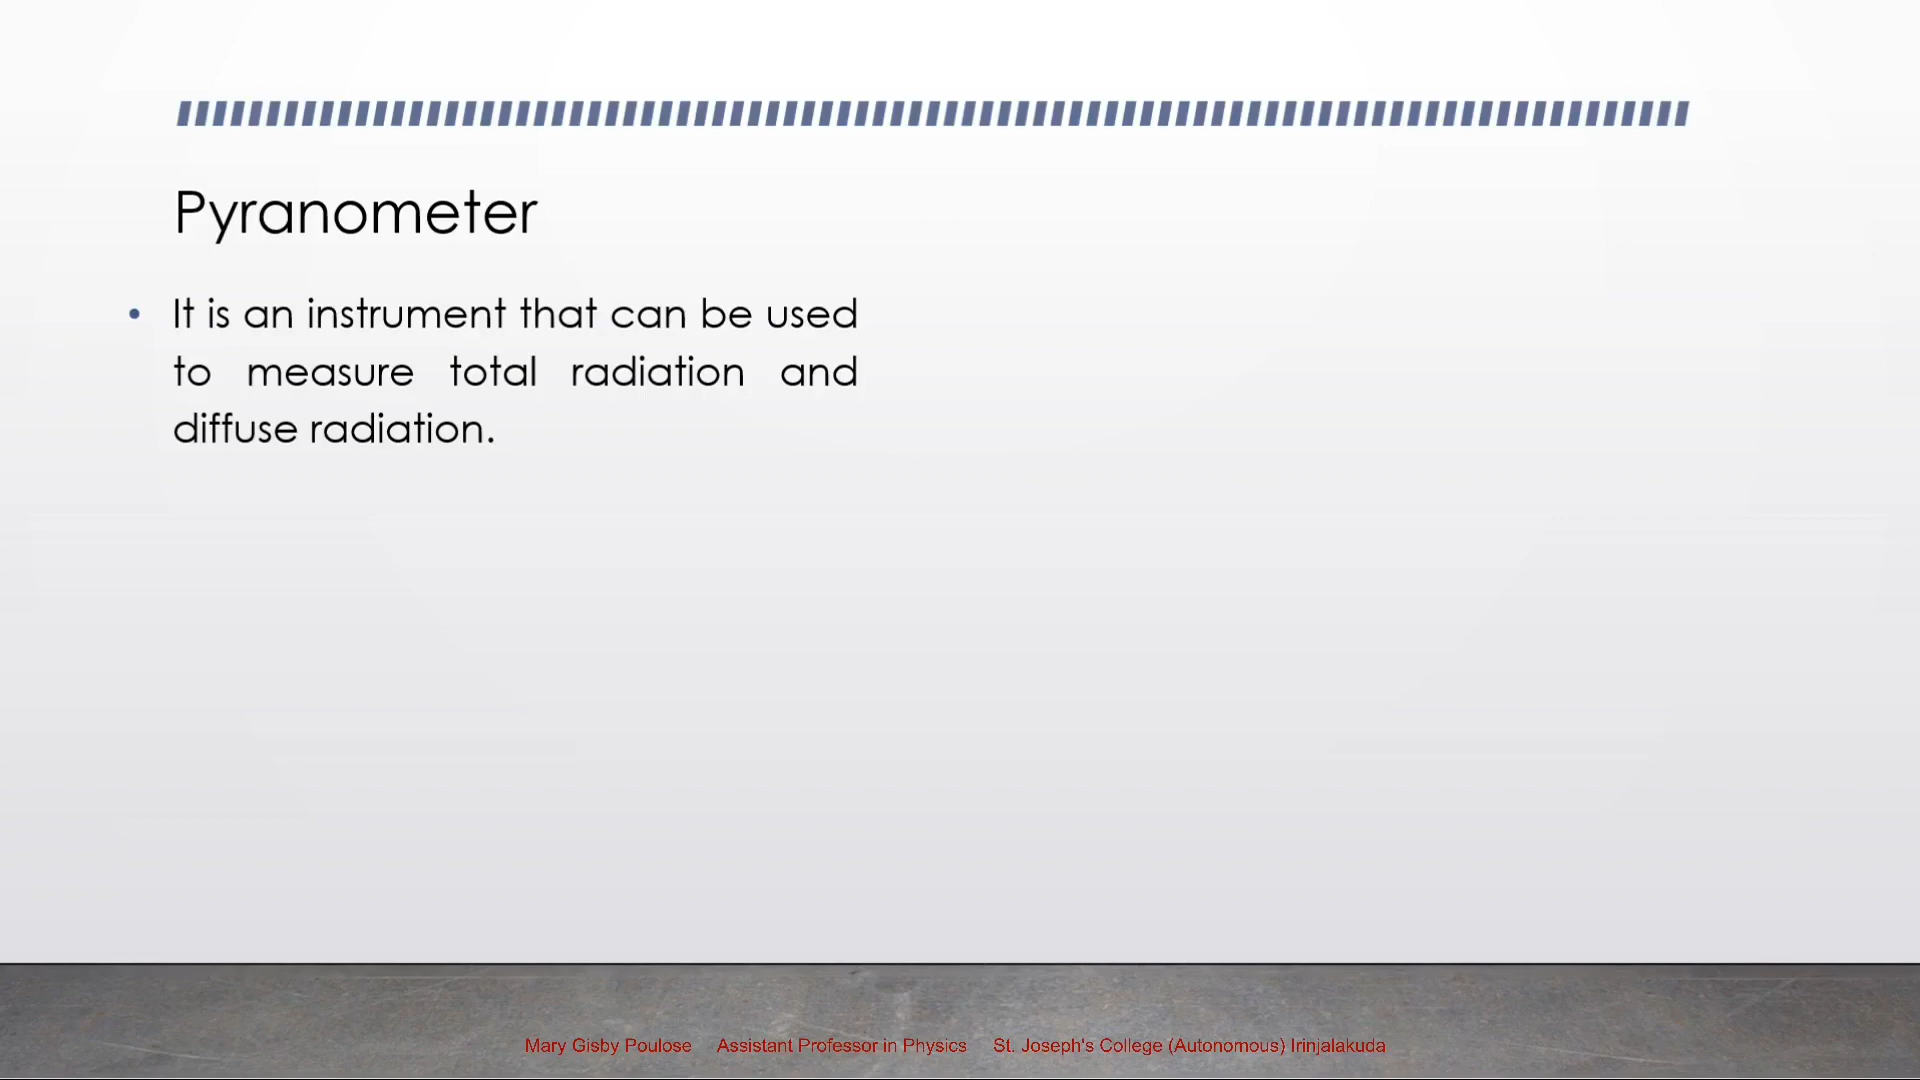 Pyranometer
• It is an instrument that can be used
to measure total radiation and
diffuse radiation.
Mary Gisby Poulose Assistant Professor in Physics St. Joseph's College (Autonomous) Irinjalakuda